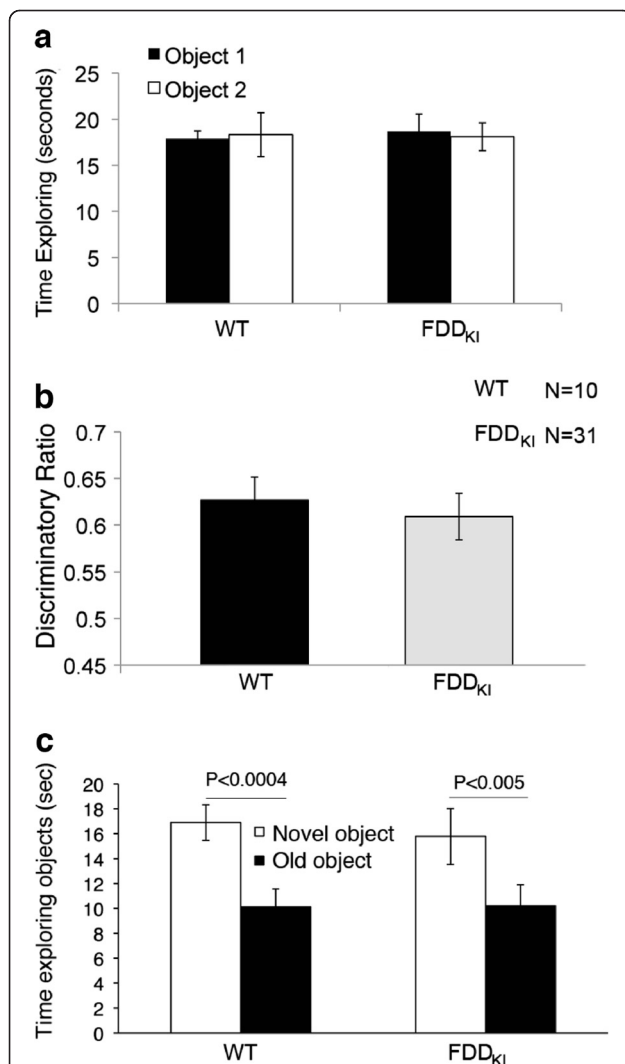 a
Object 1
Object 2
Time Exploring (seconds)
25
20
15
10
5
0
WT
FDDKI
b
WT N=10
FDDKI N=31
Discriminatory Ratio
0.7
0.65
0.6
0.55
0.5
0.45
WT
FDDKI
c
Time exploring objects (sec)
20
18
16
14
12
10
8
6
4
2
0
P<0.0004
P<0.005
Novel object
Old object
WT
FDDKI